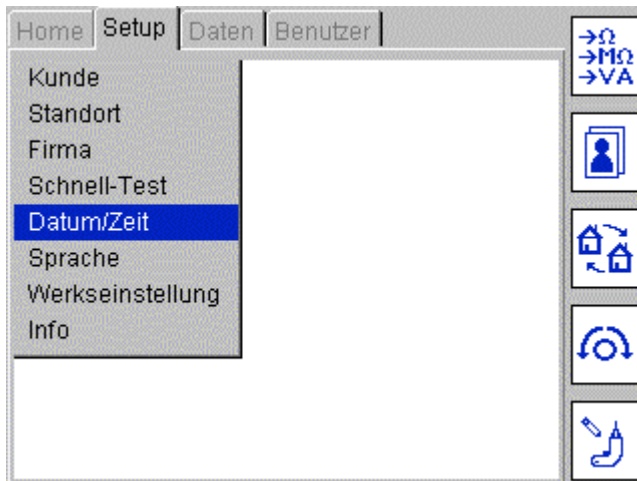 Home Setup Daten Benutzer
→Ω
→MΩ
→VA
Kunde
Standort
Firma
Schnell-Test
Datum/Zeit
Sprache
Werkseinstellung
Info